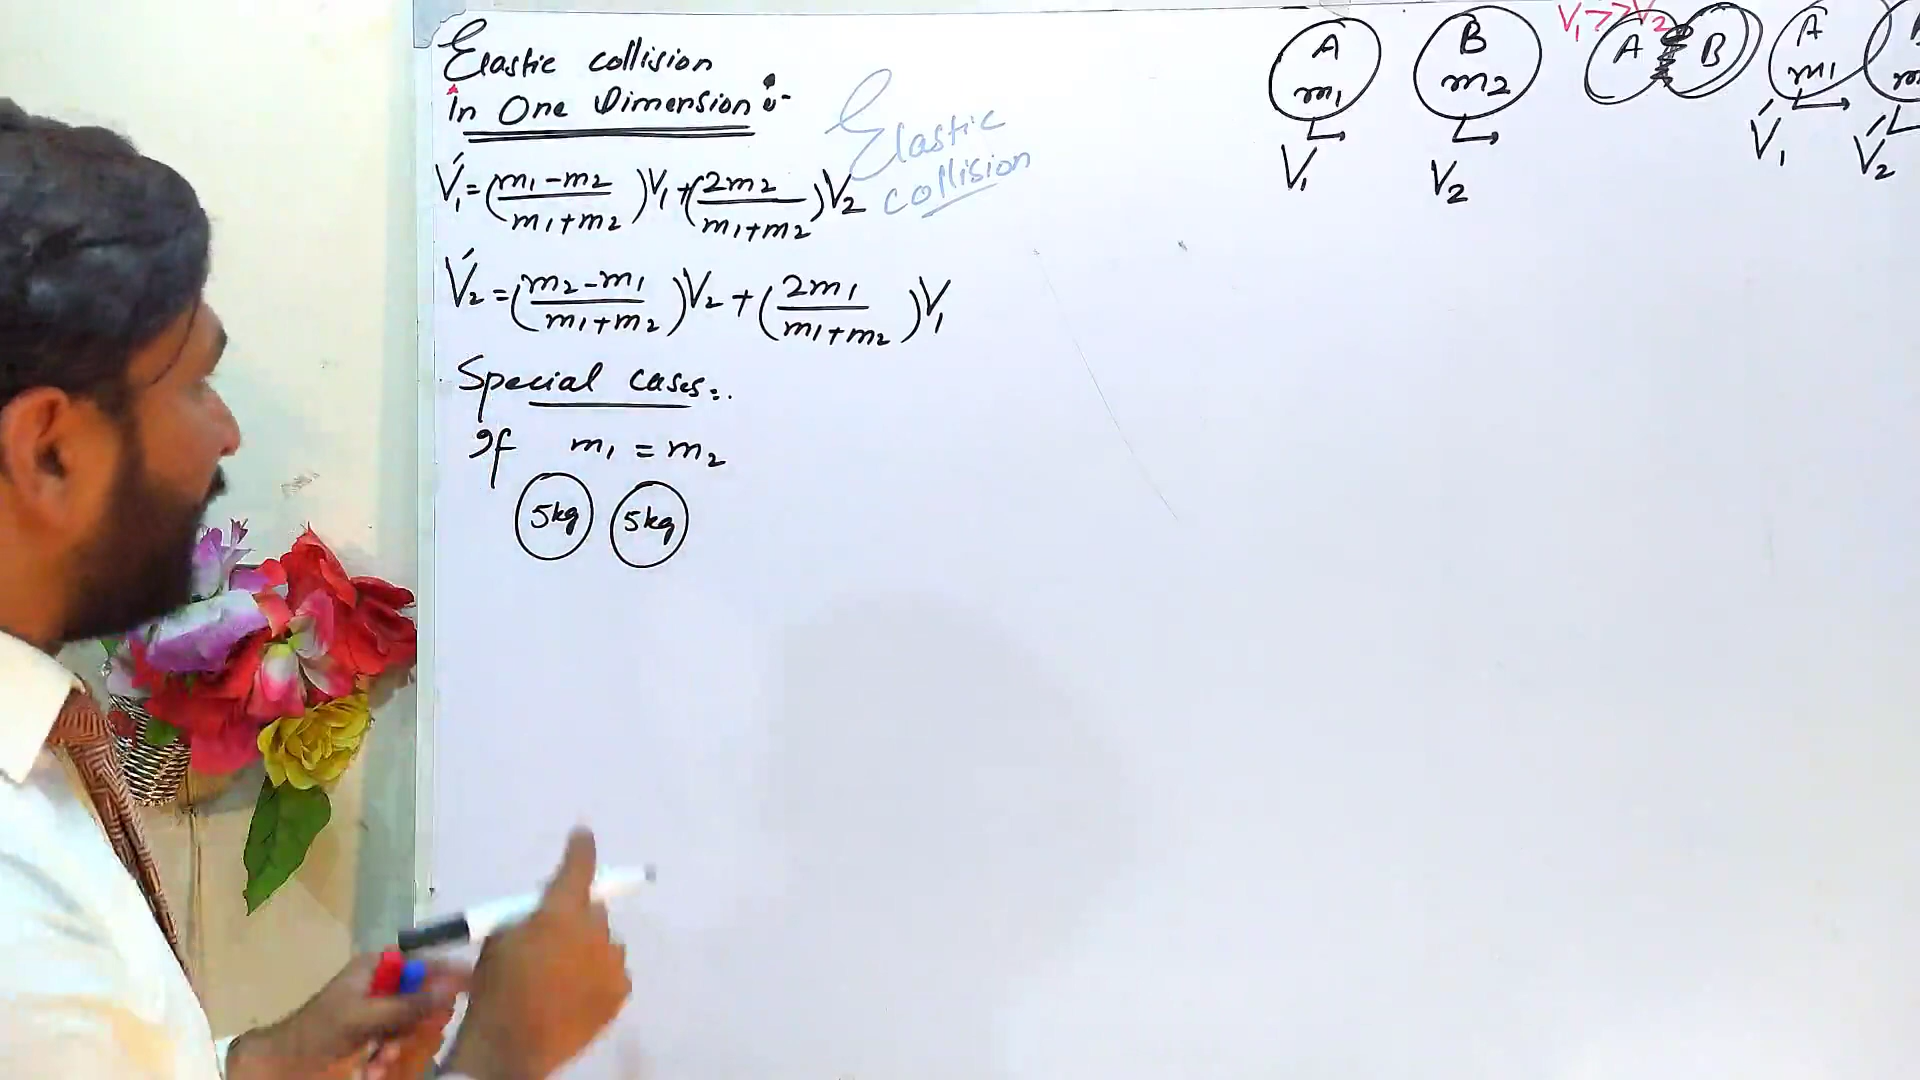 Elastic collision
In One Dimension :-
V₁' = (m₁-m₂ / m₁+m₂)V₁ + (2m₂ / m₁+m₂)V₂
V₂' = (m₂-m₁ / m₁+m₂)V₂ + (2m₁ / m₁+m₂)V₁
Special cases:.
If m₁ = m₂
5kg 5kg
Elastic
collision
A B V₁>>V₂ A B A
m₁ m₂ m₁ m
V₁ V₂ V₁' V₂'